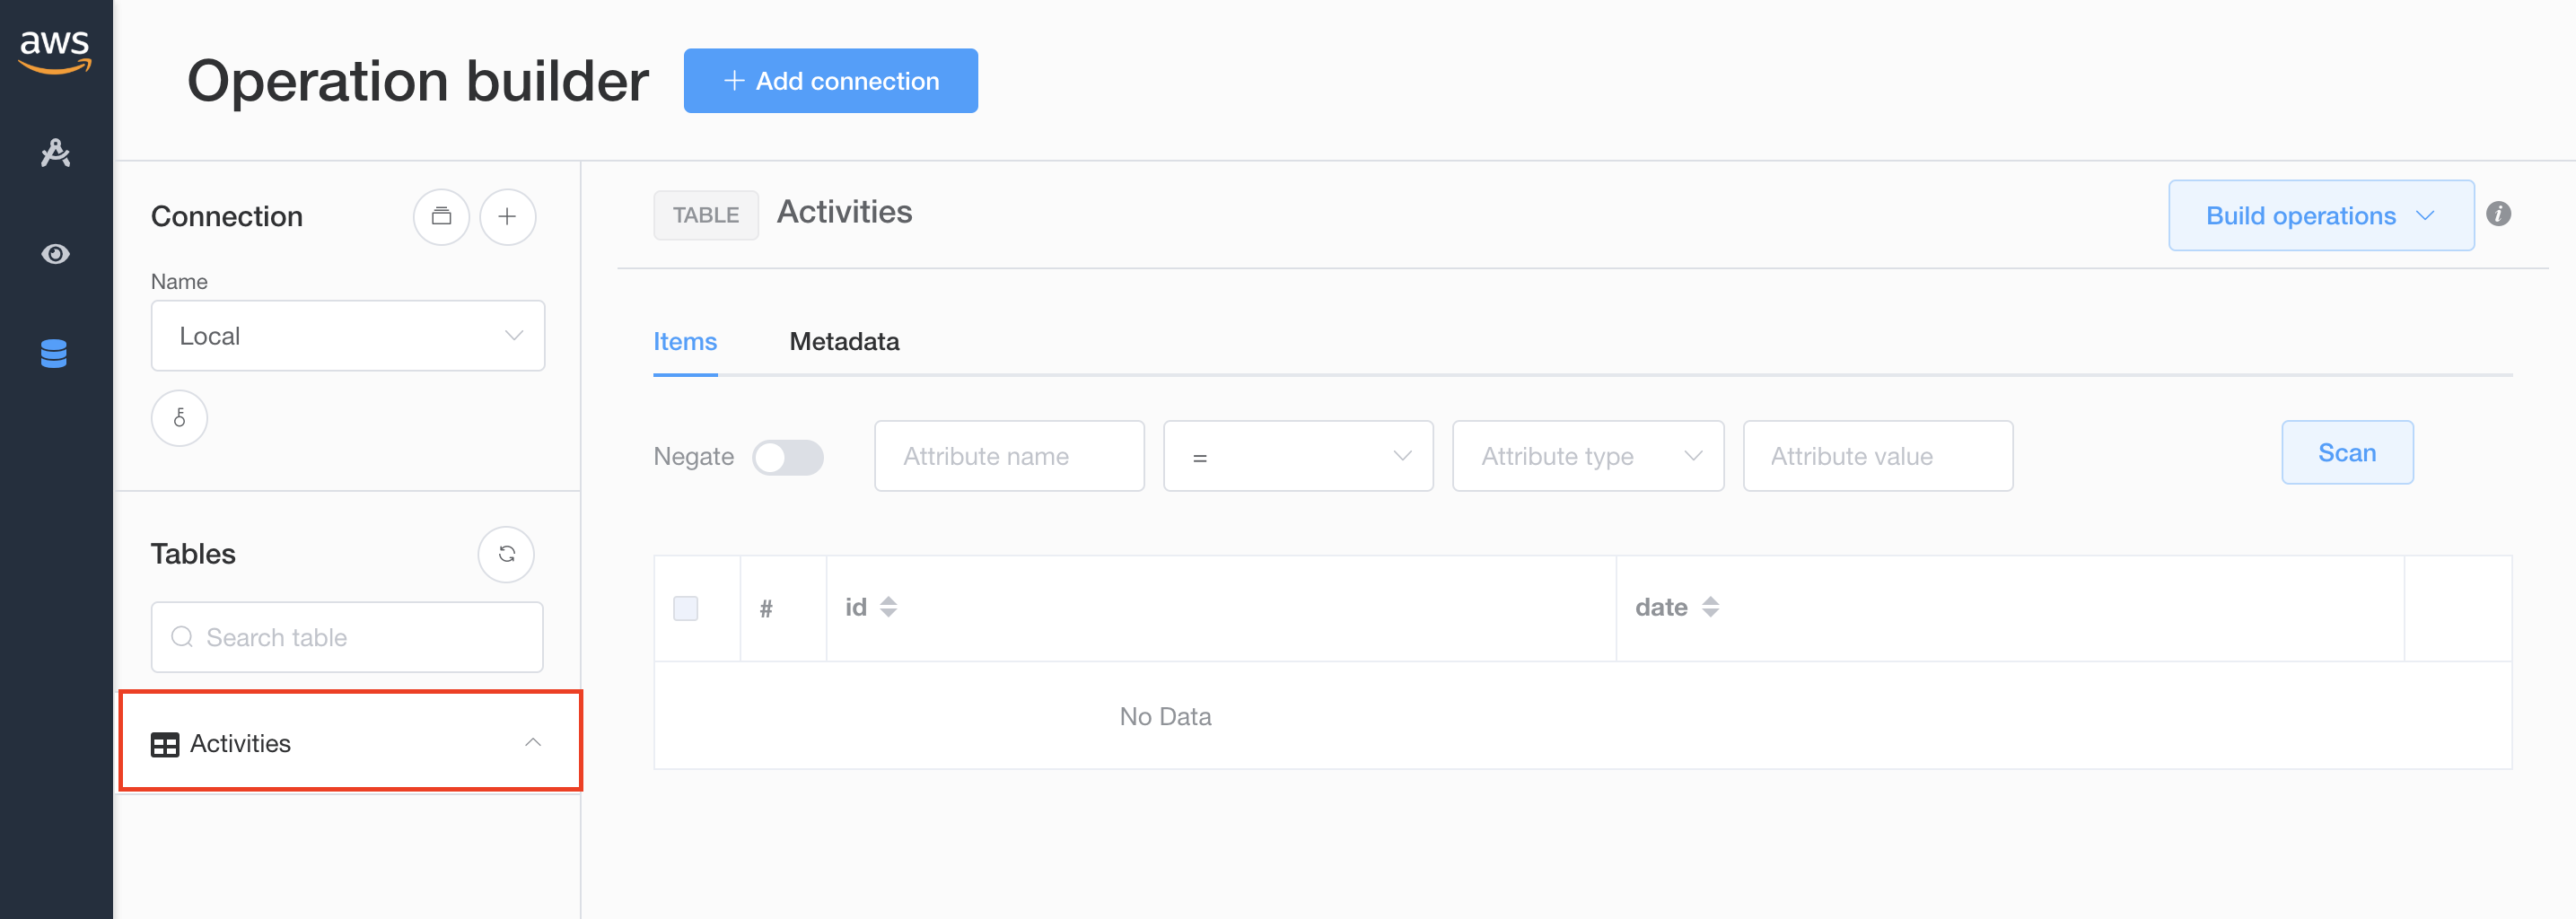 aws
Operation builder
+ Add connection
Connection
Name
Local
Tables
Search table
Activities
TABLE Activities
Build operations
i
Items Metadata
Negate Attribute name = Attribute type Attribute value Scan
# id date
No Data